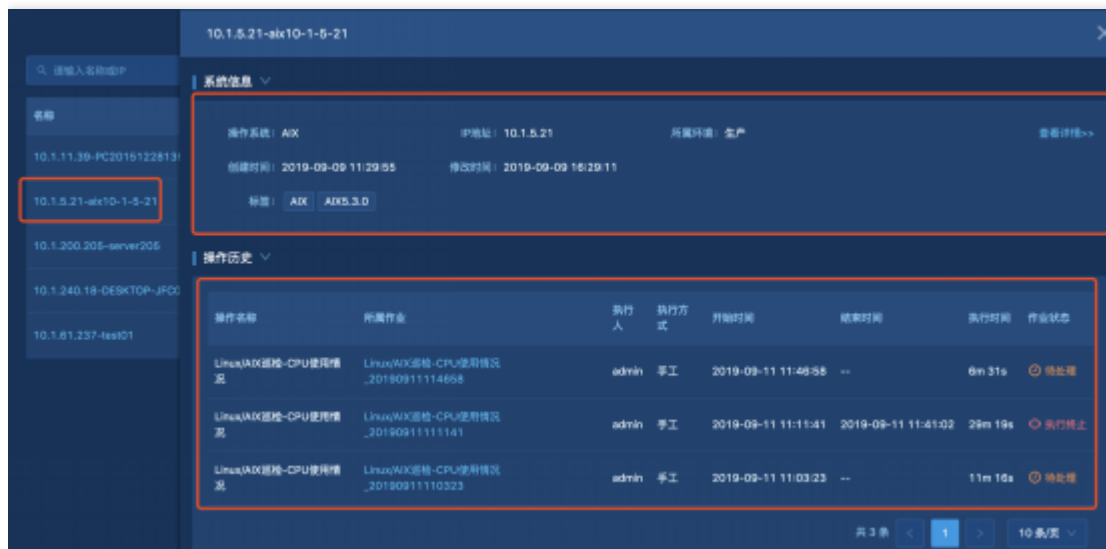 10.1.5.21-aix10-1-5-21
请输入名称或IP
系统信息
名称
操作系统: AIX
IP地址: 10.1.5.21
所属环境: 生产
查看详情>>
10.1.11.39-PC2015122813
创建时间: 2019-09-09 11:29:55
修改时间: 2019-09-09 16:29:11
10.1.5.21-aix10-1-5-21
标签: AIX AIX5.3.0
10.1.200.205-server205
操作历史
10.1.240.18-DESKTOP-JFC0
10.1.61.237-test01
操作名称
所属作业
执行人
执行方式
开始时间
结束时间
执行时间
作业状态
Linux/AIX巡检-CPU使用情况
Linux/AIX巡检-CPU使用情况_20190911114658
admin
手工
2019-09-11 11:46:58
--
6m 31s
待处理
Linux/AIX巡检-CPU使用情况
Linux/AIX巡检-CPU使用情况_20190911111141
admin
手工
2019-09-11 11:11:41
2019-09-11 11:41:02
29m 19s
执行终止
Linux/AIX巡检-CPU使用情况
Linux/AIX巡检-CPU使用情况_20190911110323
admin
手工
2019-09-11 11:03:23
--
11m 16s
待处理
共 3 条
1
10 条/页